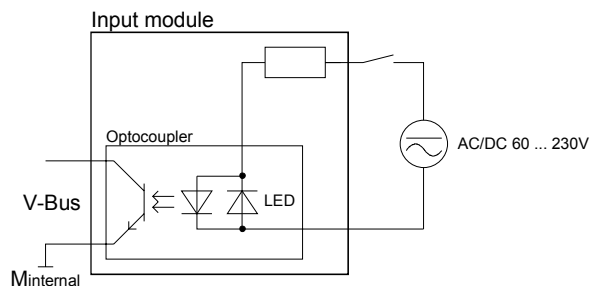 Input module
Optocoupler
AC/DC 60 ... 230V
V-Bus
LED
Minternal